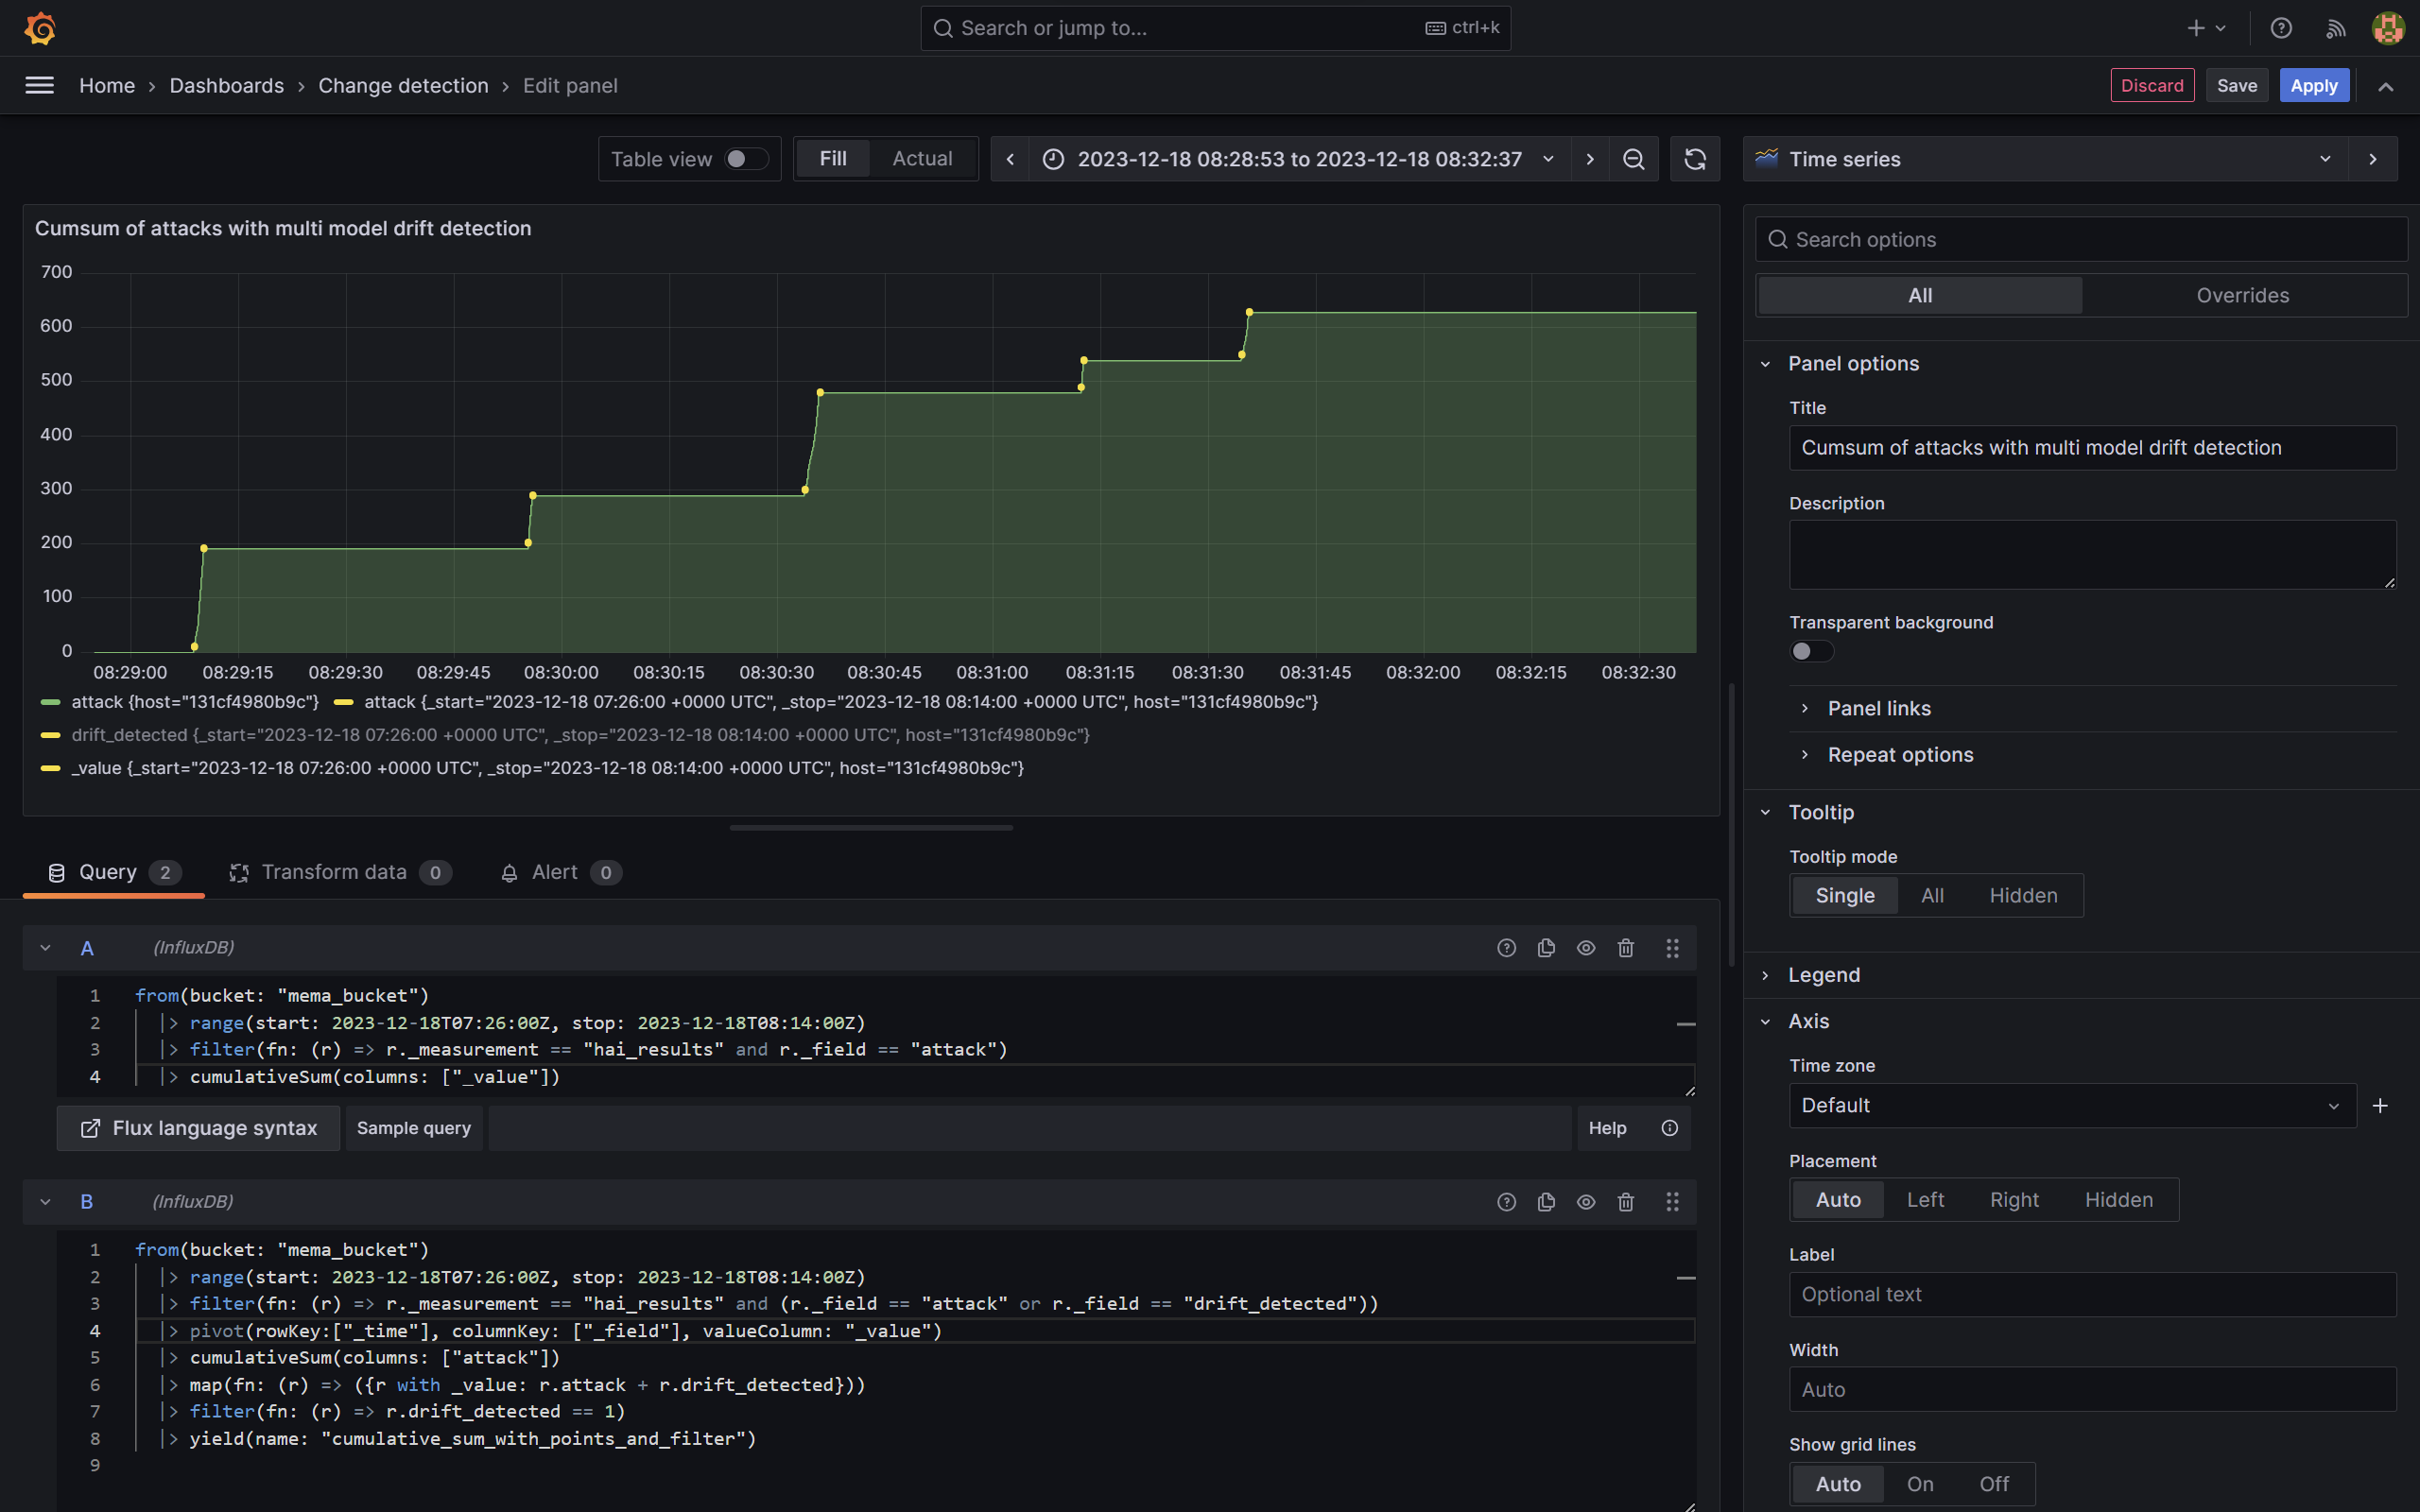 Search or jump to... ctrl+k
Home › Dashboards › Change detection › Edit panel Discard Save Apply
Table view Fill Actual 2023-12-18 08:28:53 to 2023-12-18 08:32:37 Time series
Cumsum of attacks with multi model drift detection
700
600
500
400
300
200
100
0
08:29:00 08:29:15 08:29:30 08:29:45 08:30:00 08:30:15 08:30:30 08:30:45 08:31:00 08:31:15 08:31:30 08:31:45 08:32:00 08:32:15 08:32:30
attack {host="131cf4980b9c"} attack {_start="2023-12-18 07:26:00 +0000 UTC", _stop="2023-12-18 08:14:00 +0000 UTC", host="131cf4980b9c"}
drift_detected {_start="2023-12-18 07:26:00 +0000 UTC", _stop="2023-12-18 08:14:00 +0000 UTC", host="131cf4980b9c"}
_value {_start="2023-12-18 07:26:00 +0000 UTC", _stop="2023-12-18 08:14:00 +0000 UTC", host="131cf4980b9c"}
Query 2 Transform data 0 Alert 0
A (InfluxDB)
1 from(bucket: "mema_bucket")
2 |> range(start: 2023-12-18T07:26:00Z, stop: 2023-12-18T08:14:00Z)
3 |> filter(fn: (r) => r._measurement == "hai_results" and r._field == "attack")
4 |> cumulativeSum(columns: ["_value"])
Flux language syntax Sample query Help
B (InfluxDB)
1 from(bucket: "mema_bucket")
2 |> range(start: 2023-12-18T07:26:00Z, stop: 2023-12-18T08:14:00Z)
3 |> filter(fn: (r) => r._measurement == "hai_results" and (r._field == "attack" or r._field == "drift_detected"))
4 |> pivot(rowKey:["_time"], columnKey: ["_field"], valueColumn: "_value")
5 |> cumulativeSum(columns: ["attack"])
6 |> map(fn: (r) => ({r with _value: r.attack + r.drift_detected}))
7 |> filter(fn: (r) => r.drift_detected == 1)
8 |> yield(name: "cumulative_sum_with_points_and_filter")
9
Search options
All Overrides
Panel options
Title
Cumsum of attacks with multi model drift detection
Description
Transparent background
Panel links
Repeat options
Tooltip
Tooltip mode
Single All Hidden
Legend
Axis
Time zone
Default
Placement
Auto Left Right Hidden
Label
Optional text
Width
Auto
Show grid lines
Auto On Off